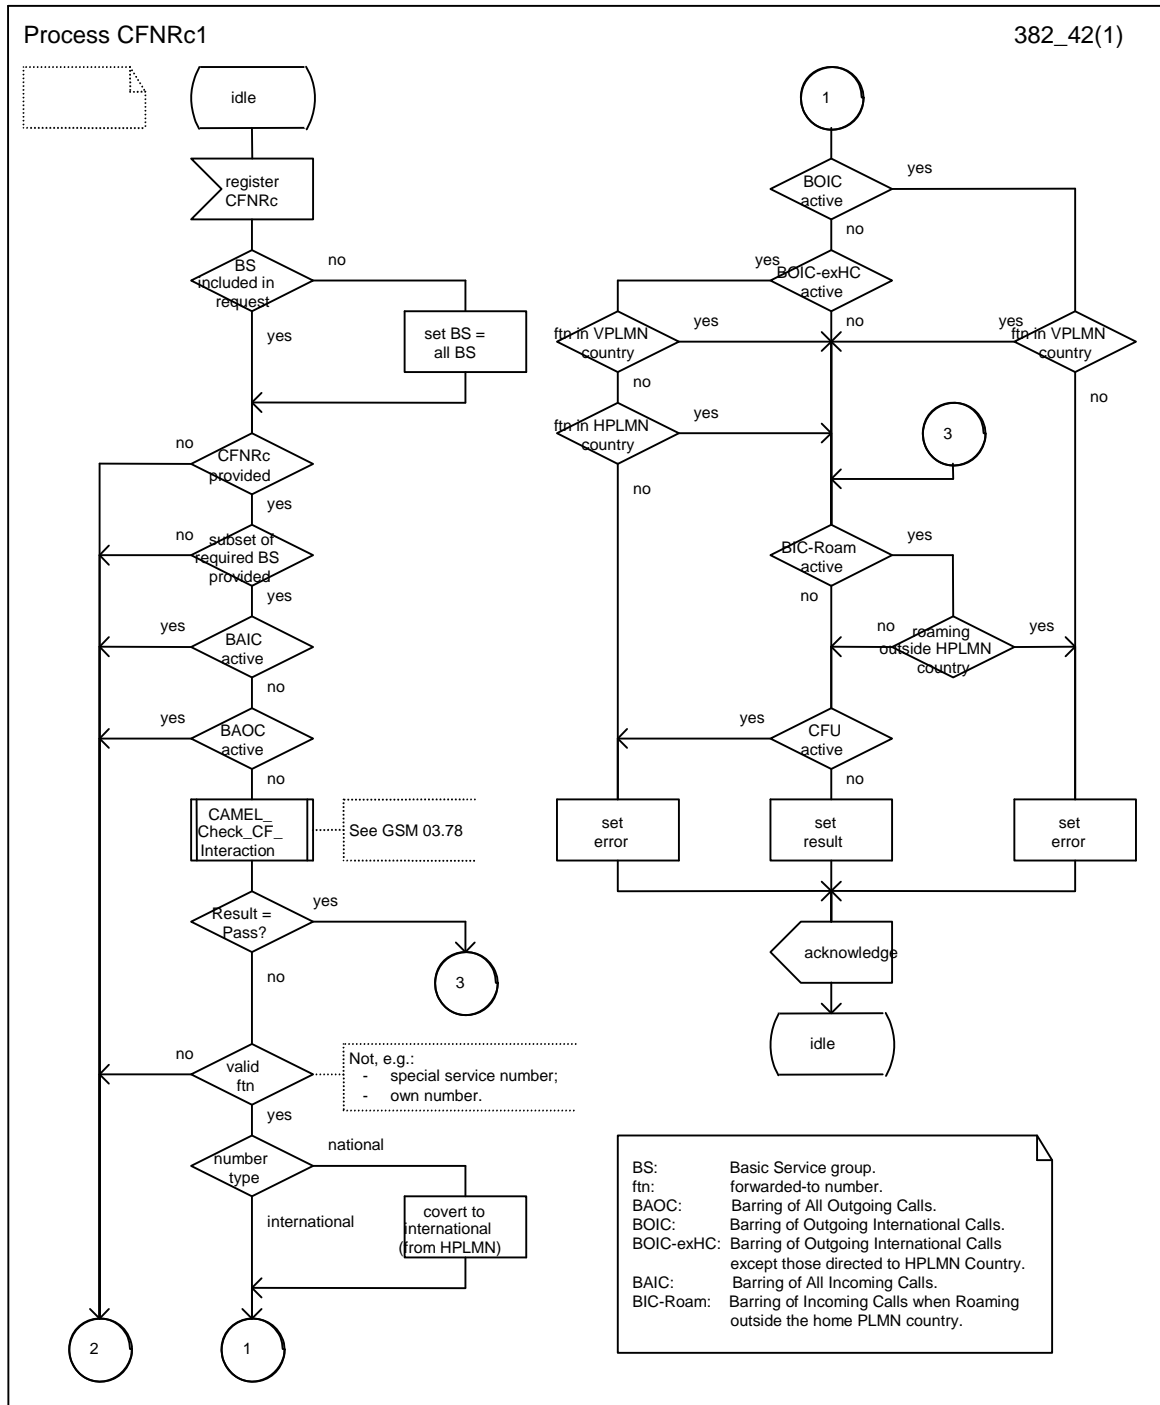 Process CFNRc1
382_42(1)
idle
register
CFNRc
BS
included in
request
no
yes
set BS =
all BS
no
CFNRc
provided
yes
no
subset of
required BS
provided
yes
yes
BAIC
active
no
yes
BAOC
active
no
CAMEL_
Check_CF_
Interaction
See GSM 03.78
Result =
Pass?
yes
no
3
no
valid
ftn
yes
Not, e.g.:
- special service number;
- own number.
number
type
national
international
covert to
international
(from HPLMN)
2
1
1
BOIC
active
yes
no
yes
BOIC-exHC
active
no
ftn in VPLMN
country
yes
no
yes
ftn in VPLMN
country
no
ftn in HPLMN
country
yes
no
3
BIC-Roam
active
yes
no
no
roaming
outside HPLMN
country
yes
yes
CFU
active
no
set
error
set
result
set
error
acknowledge
idle
BS: Basic Service group.
ftn: forwarded-to number.
BAOC: Barring of All Outgoing Calls.
BOIC: Barring of Outgoing International Calls.
BOIC-exHC: Barring of Outgoing International Calls
except those directed to HPLMN Country.
BAIC: Barring of All Incoming Calls.
BIC-Roam: Barring of Incoming Calls when Roaming
outside the home PLMN country.